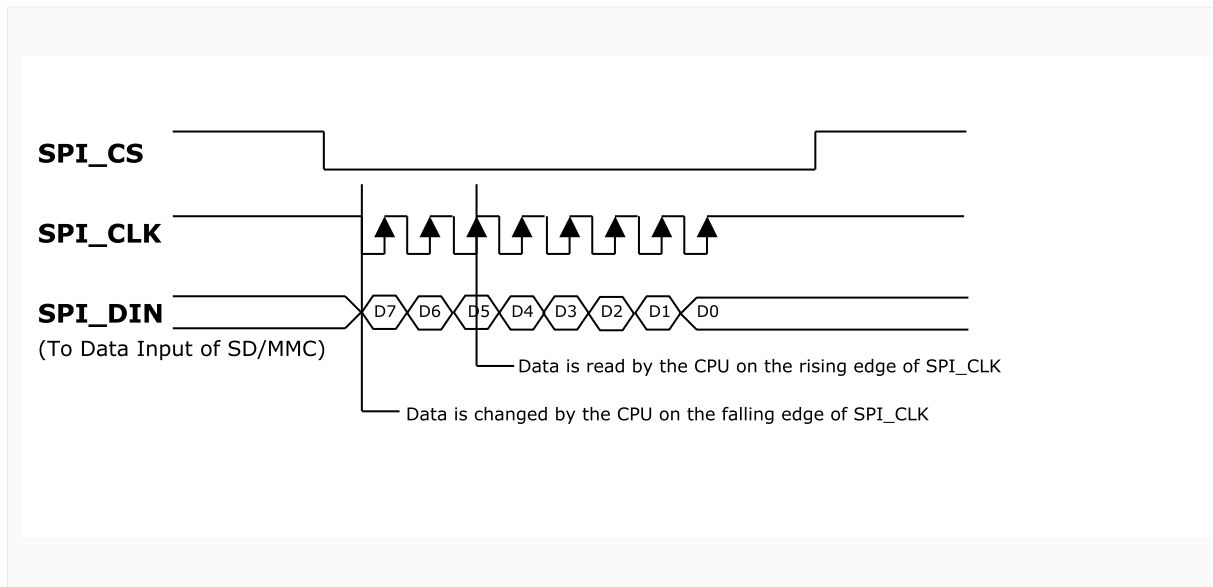 SPI_CS
SPI_CLK
SPI_DIN
D7 D6 D5 D4 D3 D2 D1 D0
(To Data Input of SD/MMC)
Data is read by the CPU on the rising edge of SPI_CLK
Data is changed by the CPU on the falling edge of SPI_CLK